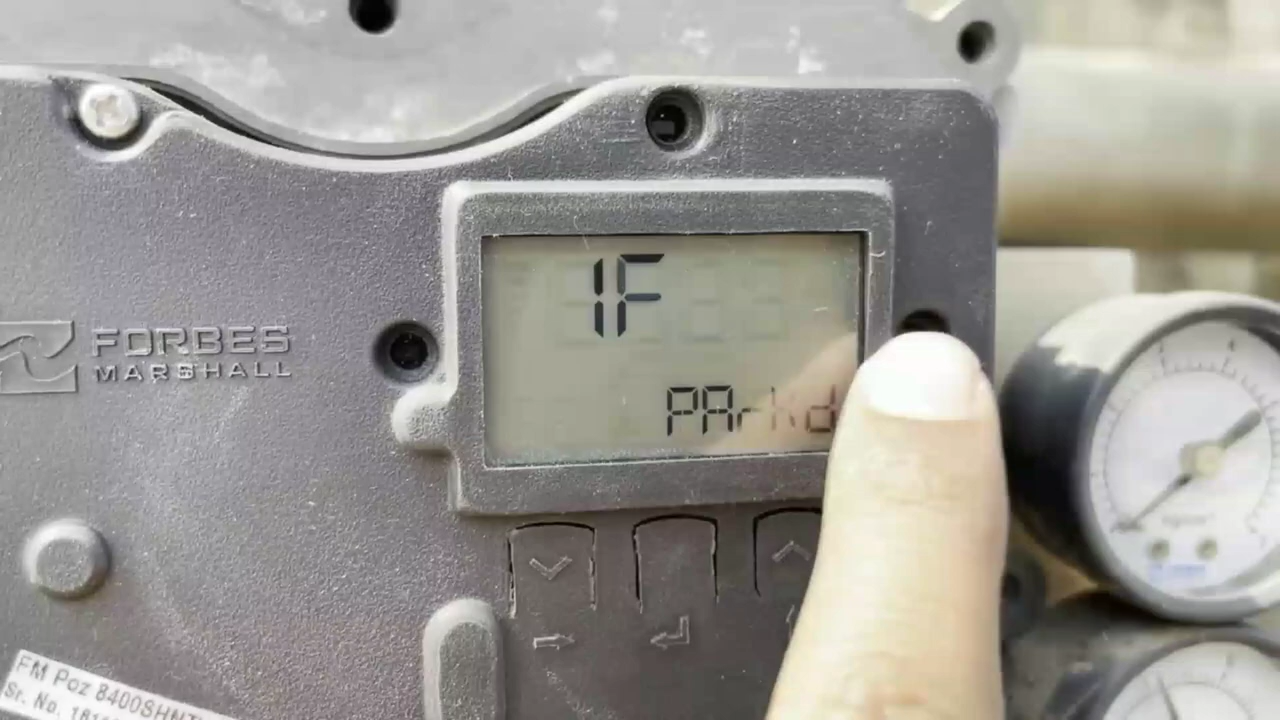 FORBES
MARSHALL
1F
PArkd
FM Poz 8400SHNT
Sr. No.